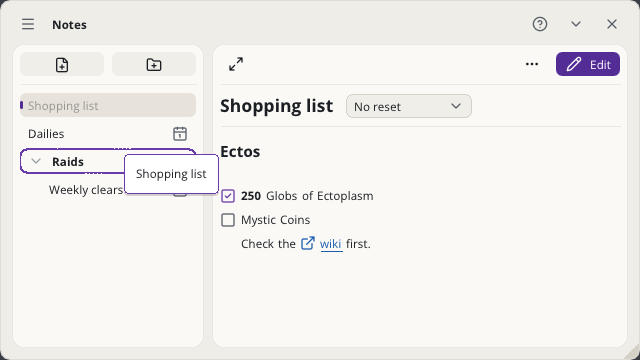 Notes
Edit
Shopping list
Dailies
Raids
Shopping list
Weekly clears
Shopping list
No reset
Ectos
250 Globs of Ectoplasm
Mystic Coins
Check the wiki first.